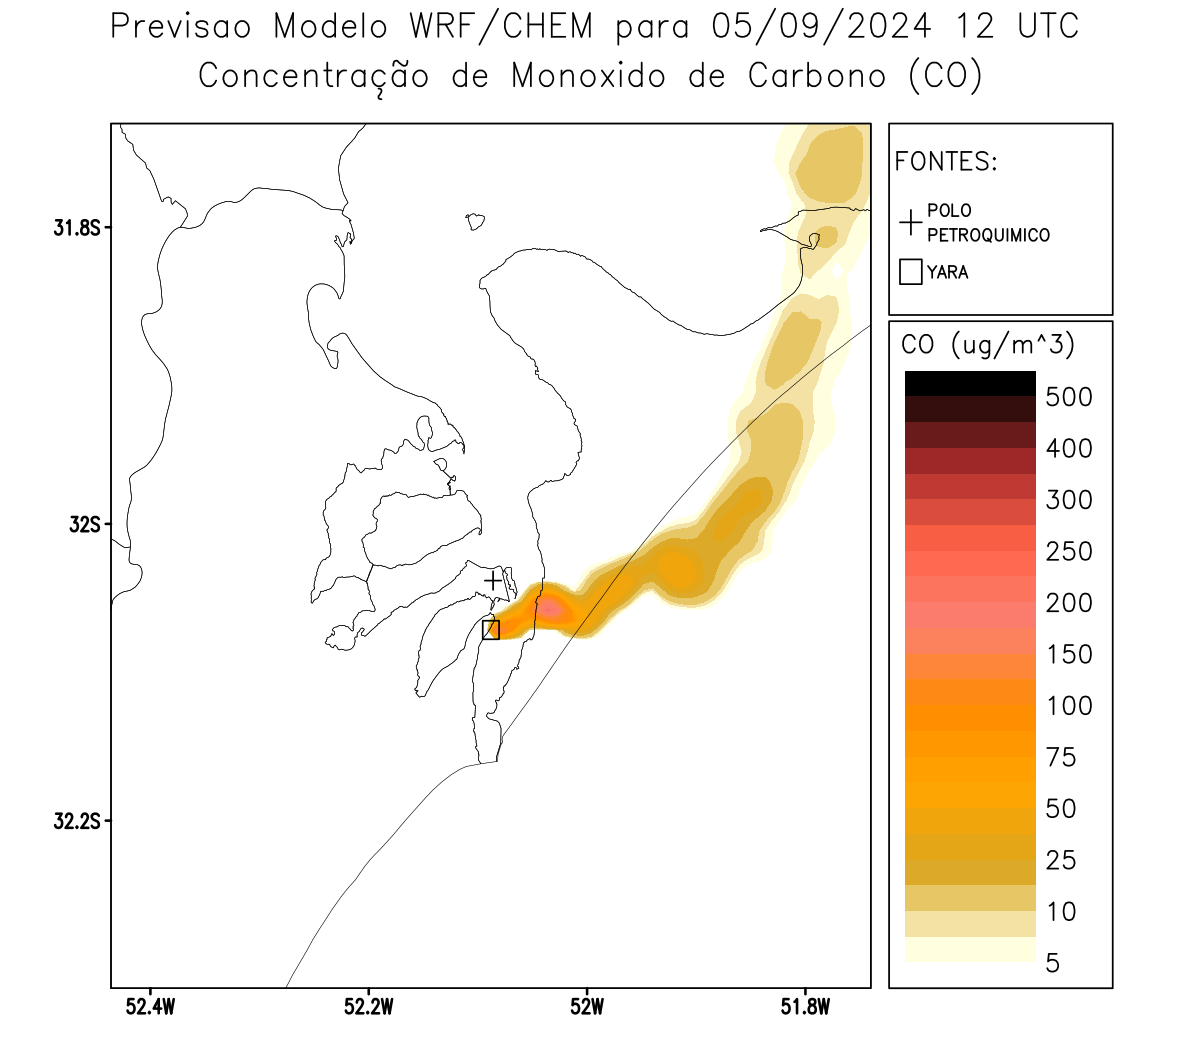 Previsao Modelo WRF/CHEM para 05/09/2024 12 UTC
Concentração de Monoxido de Carbono (CO)
FONTES:
POLO
PETROQUIMICO
YARA
CO (ug/m^3)
500
400
300
250
200
150
100
75
50
25
10
5
31.8S
32S
32.2S
52.4W
52.2W
52W
51.8W